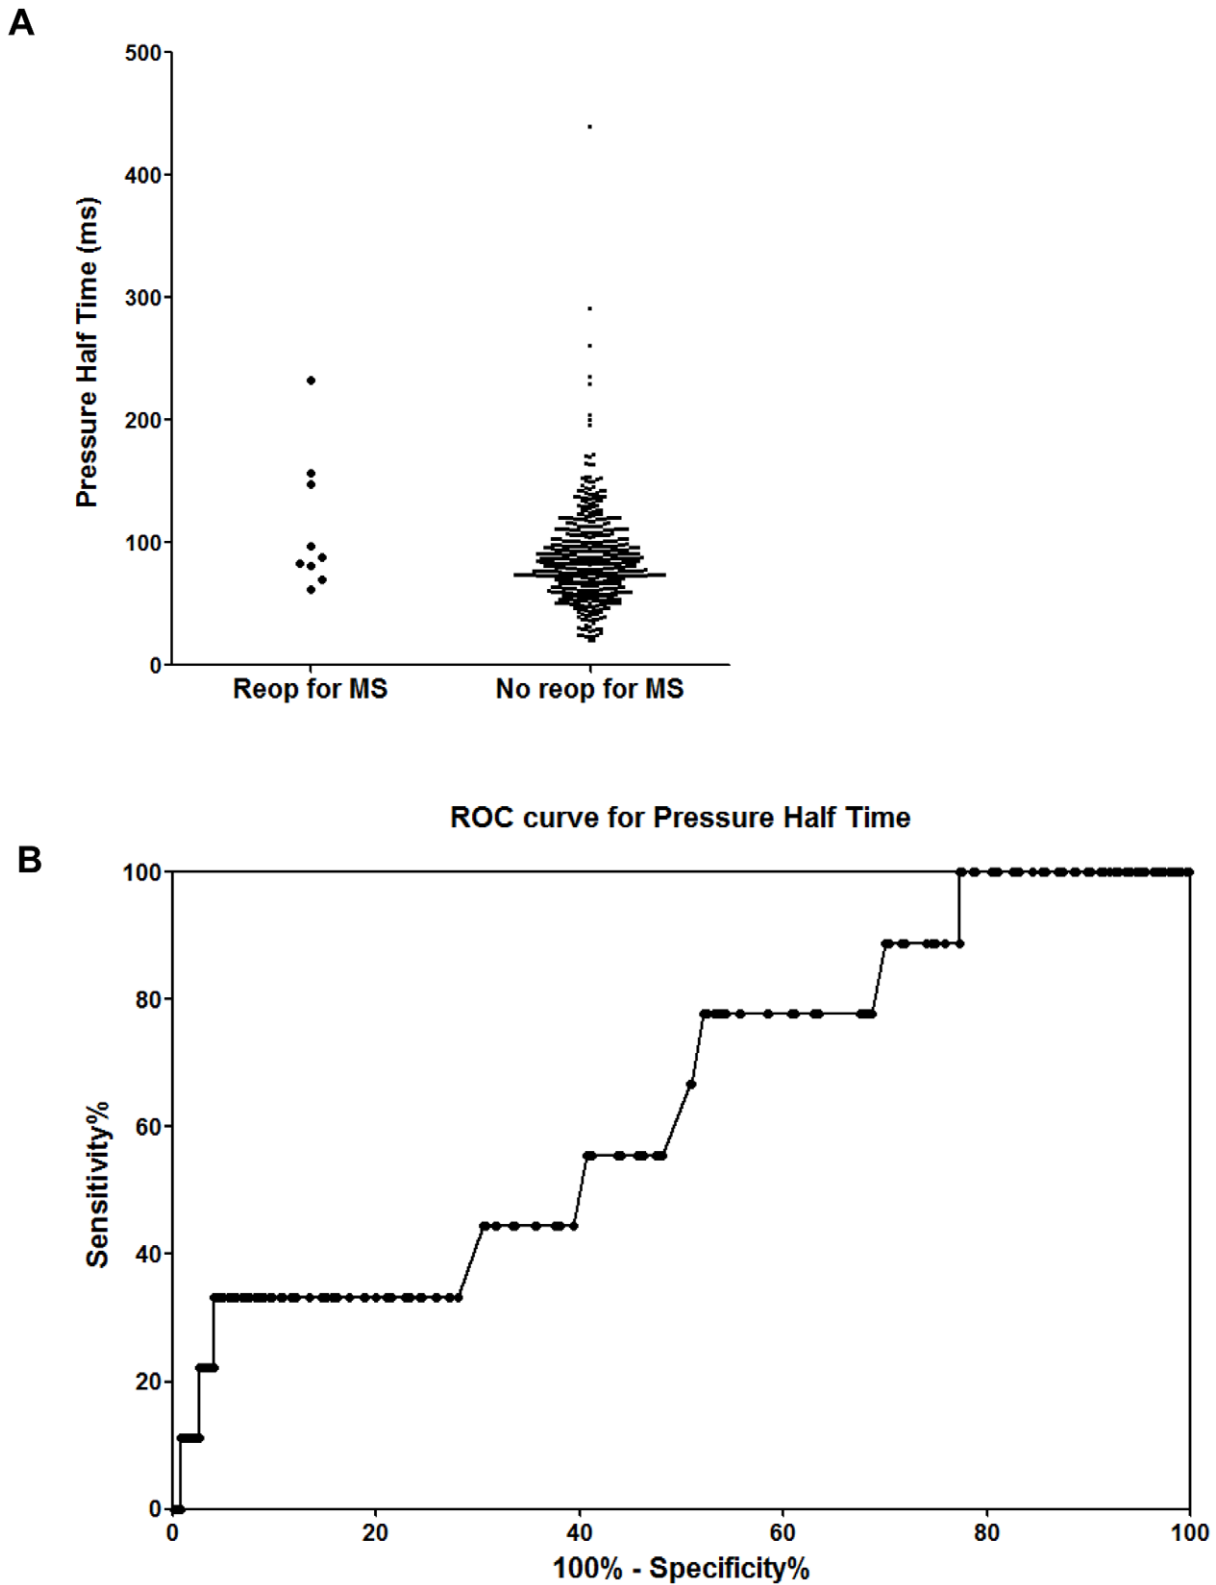 A
500
400
300
200
100
0
Pressure Half Time (ms)
Reop for MS No reop for MS
ROC curve for Pressure Half Time
B
100
80
60
40
20
0
Sensitivity%
0 20 40 60 80 100
100% - Specificity%